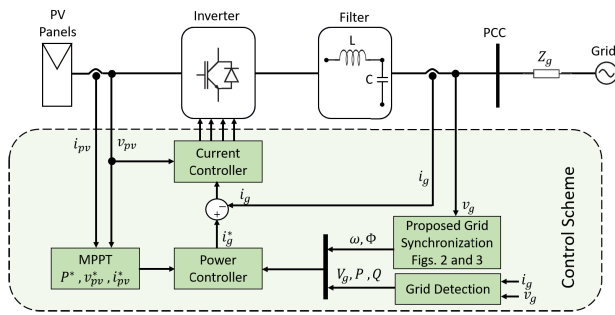 PV
Panels
Inverter
Filter
PCC
Grid
L
C
Z_g
i_pv
v_pv
Current
Controller
i_g
i_g
−
+
i_g^*
v_g
MPPT
P^* , v_pv^* , i_pv^*
Power
Controller
ω, Φ
V_g , P , Q
Proposed Grid
Synchronization
Figs. 2 and 3
Grid Detection
i_g
v_g
Control Scheme